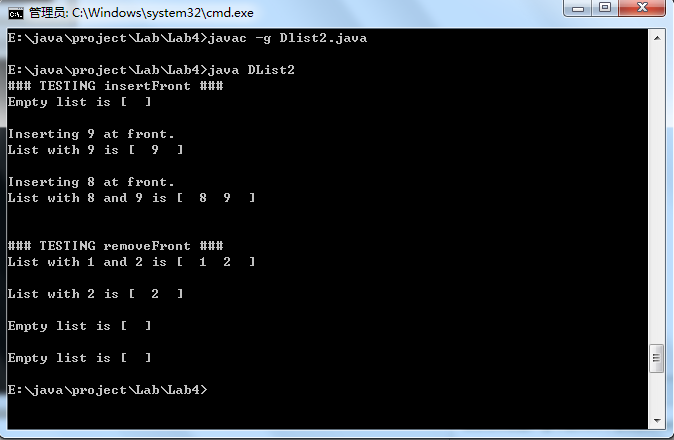 管理员: C:\Windows\system32\cmd.exe
E:\java\project\Lab\Lab4>javac -g Dlist2.java
E:\java\project\Lab\Lab4>java DList2
### TESTING insertFront ###
Empty list is [  ]
Inserting 9 at front.
List with 9 is [  9  ]
Inserting 8 at front.
List with 8 and 9 is [  8  9  ]
### TESTING removeFront ###
List with 1 and 2 is [  1  2  ]
List with 2 is [  2  ]
Empty list is [  ]
Empty list is [  ]
E:\java\project\Lab\Lab4>